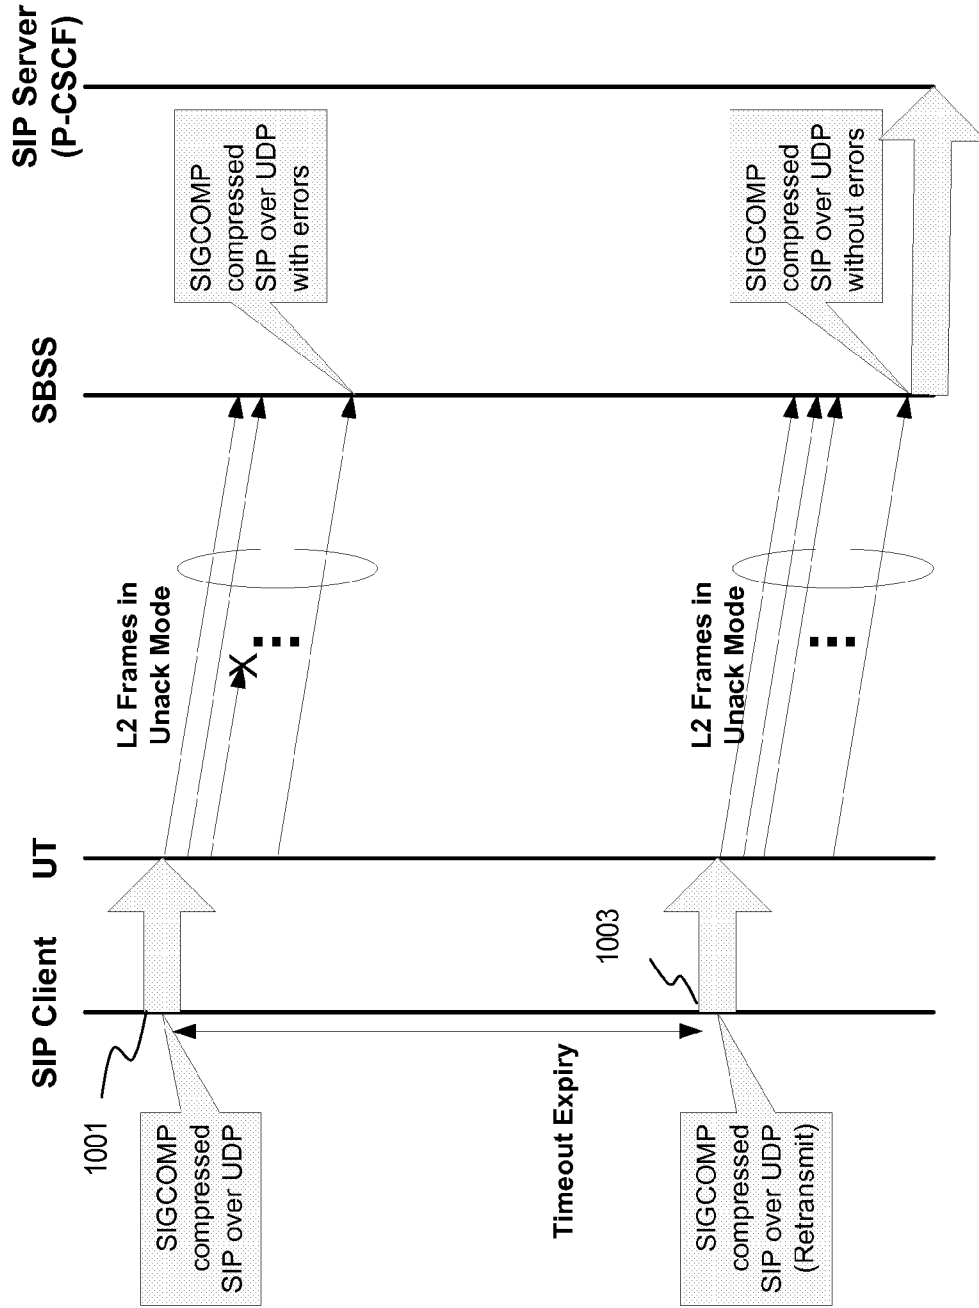 SIP Client
UT
SBSS
SIP Server
(P-CSCF)
1001
SIGCOMP
compressed
SIP over UDP
L2 Frames in
Unack Mode
X
SIGCOMP
compressed
SIP over UDP
with errors
Timeout Expiry
1003
SIGCOMP
compressed
SIP over UDP
(Retransmit)
L2 Frames in
Unack Mode
SIGCOMP
compressed
SIP over UDP
without errors